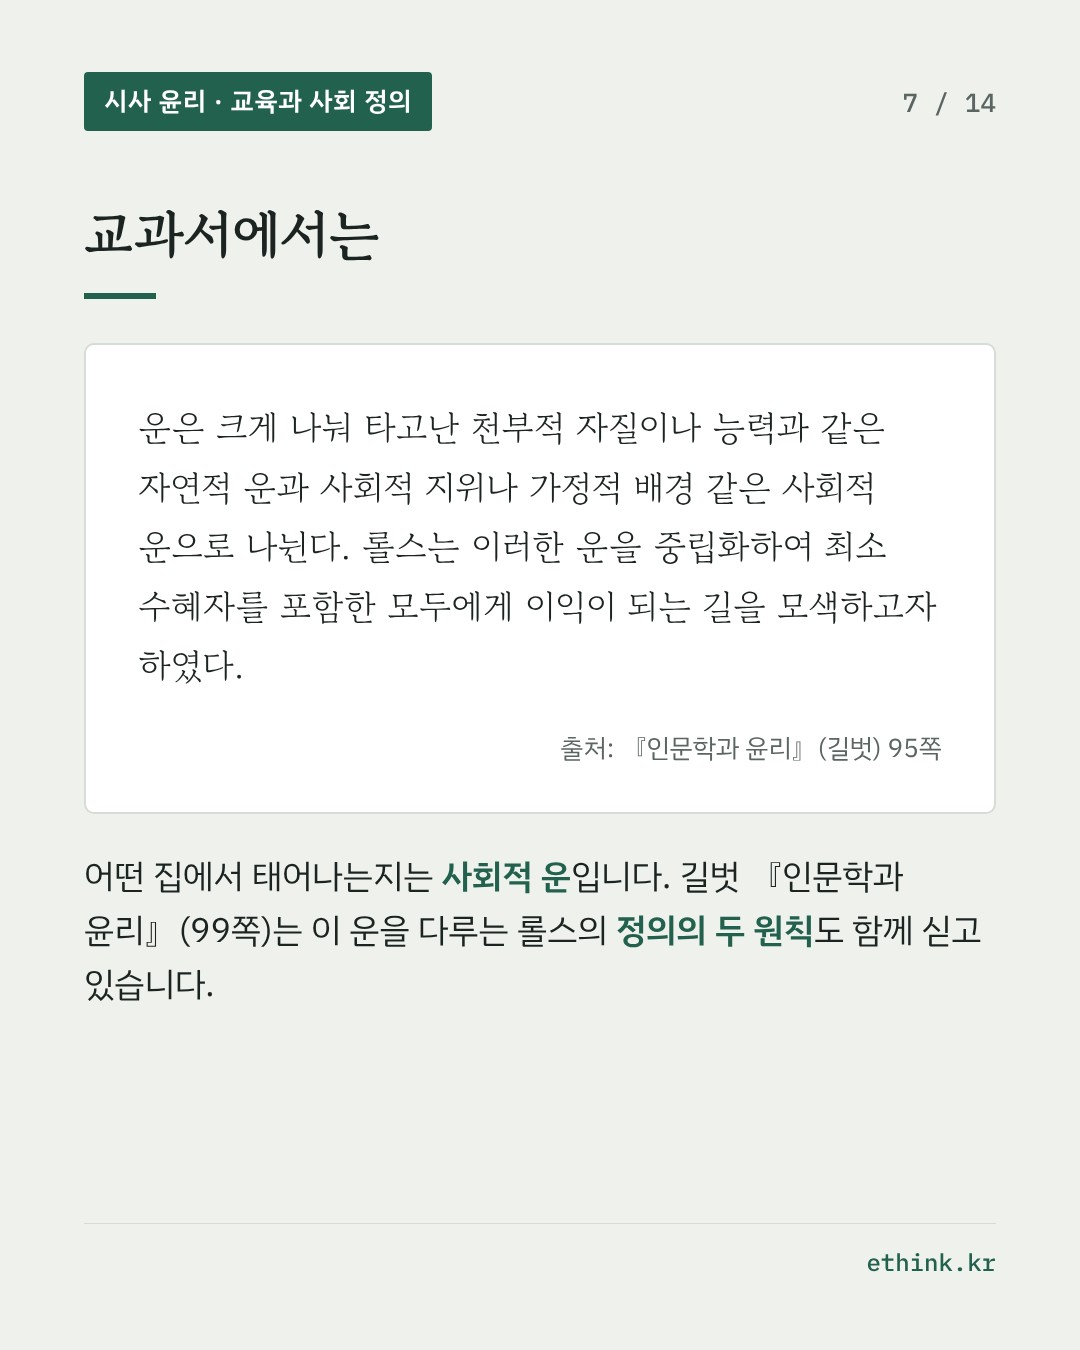 시사 윤리 · 교육과 사회 정의
7 / 14
교과서에서는
운은 크게 나눠 타고난 천부적 자질이나 능력과 같은
자연적 운과 사회적 지위나 가정적 배경 같은 사회적
운으로 나뉜다. 롤스는 이러한 운을 중립화하여 최소
수혜자를 포함한 모두에게 이익이 되는 길을 모색하고자
하였다.
출처: 『인문학과 윤리』(길벗) 95쪽
어떤 집에서 태어나는지는 사회적 운입니다. 길벗 『인문학과
윤리』(99쪽)는 이 운을 다루는 롤스의 정의의 두 원칙도 함께 싣고
있습니다.
ethink.kr